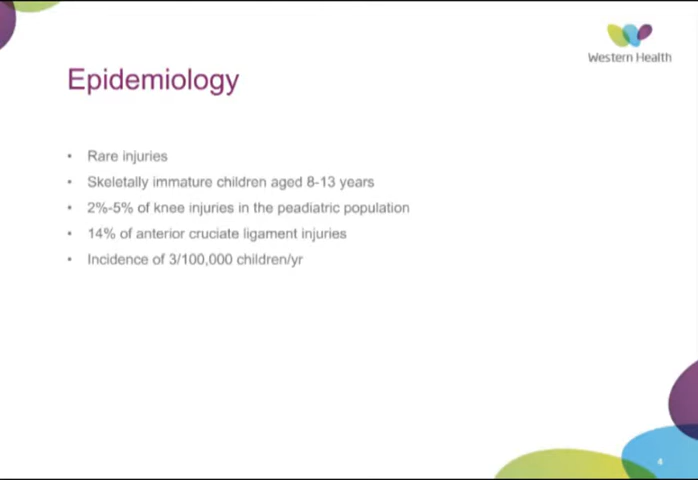 Western Health
Epidemiology
• Rare injuries
• Skeletally immature children aged 8-13 years
• 2%-5% of knee injuries in the peadiatric population
• 14% of anterior cruciate ligament injuries
• Incidence of 3/100,000 children/yr
4